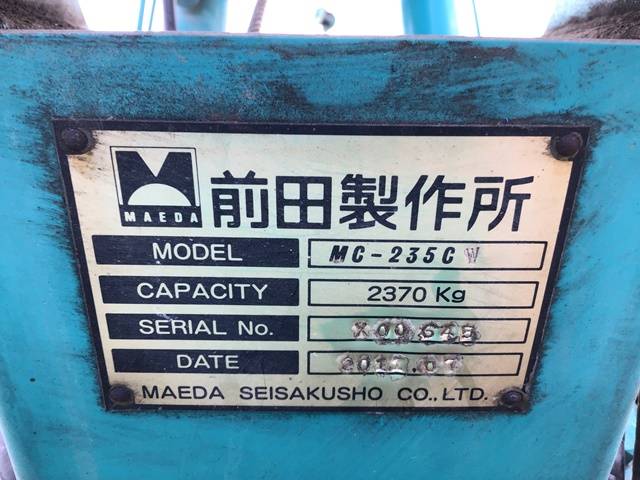 MAEDA
前田製作所
MODEL MC-235C W
CAPACITY 2370 Kg
SERIAL No.
DATE
MAEDA SEISAKUSHO CO., LTD.